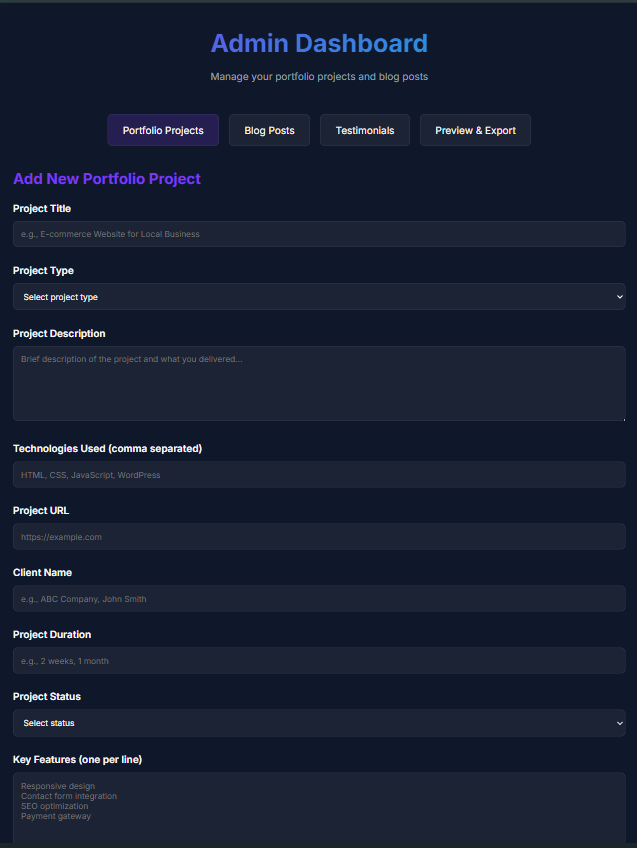 Admin Dashboard
Manage your portfolio projects and blog posts
Portfolio Projects
Blog Posts
Testimonials
Preview & Export
Add New Portfolio Project
Project Title
e.g., E-commerce Website for Local Business
Project Type
Select project type
Project Description
Brief description of the project and what you delivered...
Technologies Used (comma separated)
HTML, CSS, JavaScript, WordPress
Project URL
https://example.com
Client Name
e.g., ABC Company, John Smith
Project Duration
e.g., 2 weeks, 1 month
Project Status
Select status
Key Features (one per line)
Responsive design
Contact form integration
SEO optimization
Payment gateway